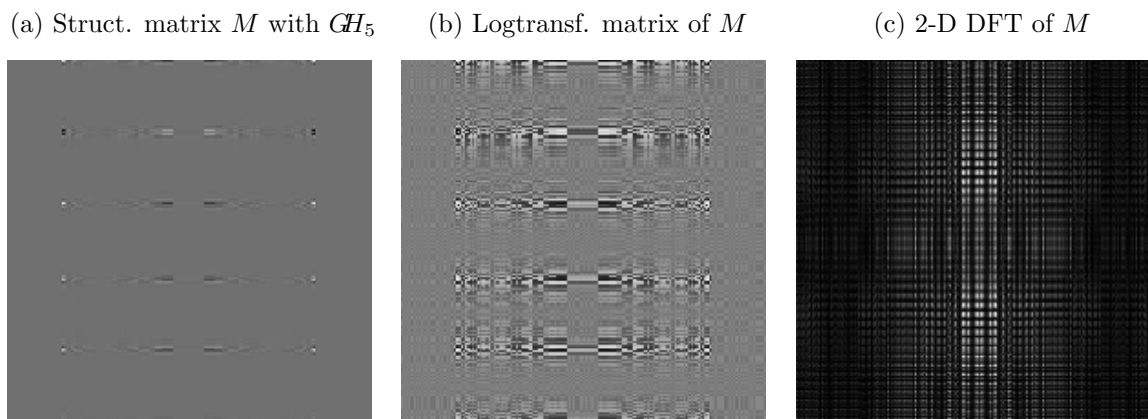 (a) Struct. matrix M with GH₅
(b) Logtransf. matrix of M
(c) 2-D DFT of M